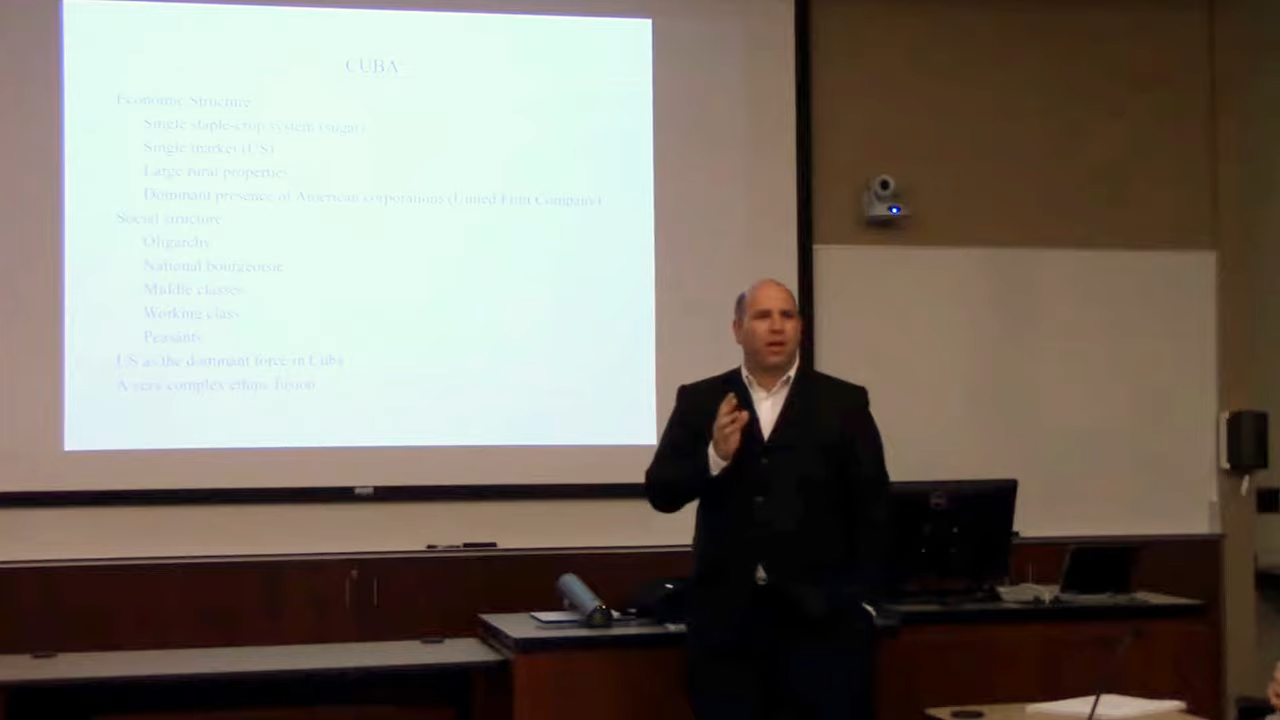 CUBA
Economic Structure
Single staple-crop system (sugar)
Single market (US)
Large rural properties
Dominant presence of American corporations (United Fruit Company)
Social structure
Oligarchy
National bourgeoisie
Middle classes
Working class
Peasants
US as the dominant force in Cuba
A very complex ethnic fusion